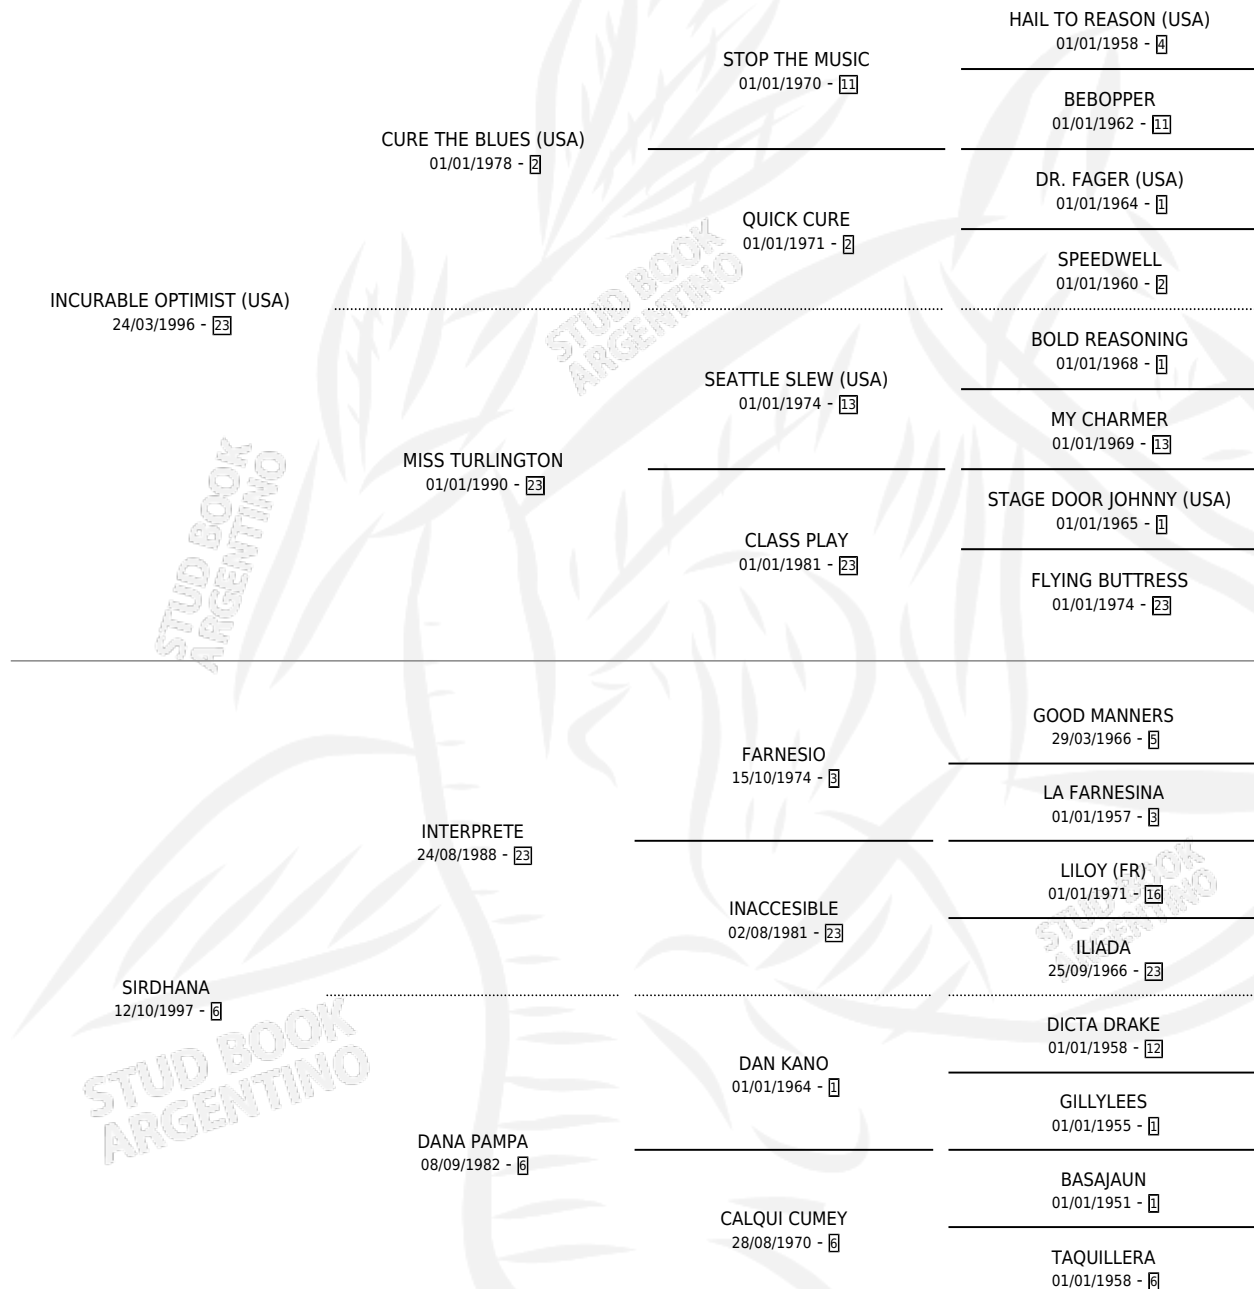 HAIL TO REASON (USA)
01/01/1958 - 4
STOP THE MUSIC
01/01/1970 - 11
BEBOPPER
01/01/1962 - 11
CURE THE BLUES (USA)
01/01/1978 - 2
DR. FAGER (USA)
01/01/1964 - 1
QUICK CURE
01/01/1971 - 2
SPEEDWELL
01/01/1960 - 2
INCURABLE OPTIMIST (USA)
24/03/1996 - 23
BOLD REASONING
01/01/1968 - 1
SEATTLE SLEW (USA)
01/01/1974 - 13
MY CHARMER
01/01/1969 - 13
MISS TURLINGTON
01/01/1990 - 23
STAGE DOOR JOHNNY (USA)
01/01/1965 - 1
CLASS PLAY
01/01/1981 - 23
FLYING BUTTRESS
01/01/1974 - 23
GOOD MANNERS
29/03/1966 - 5
FARNESIO
15/10/1974 - 3
LA FARNESINA
01/01/1957 - 3
INTERPRETE
24/08/1988 - 23
LILOY (FR)
01/01/1971 - 16
INACCESIBLE
02/08/1981 - 23
ILIADA
25/09/1966 - 23
SIRDHANA
12/10/1997 - 6
DICTA DRAKE
01/01/1958 - 12
DAN KANO
01/01/1964 - 1
GILLYLEES
01/01/1955 - 1
DANA PAMPA
08/09/1982 - 6
BASAJAUN
01/01/1951 - 1
CALQUI CUMEY
28/08/1970 - 6
TAQUILLERA
01/01/1958 - 6
STUD BOOK
ARGENTINO
STUD BOOK
ARGENTINO
STUD BOOK
ARGENTINO
STUD BOOK
ARGENTINO